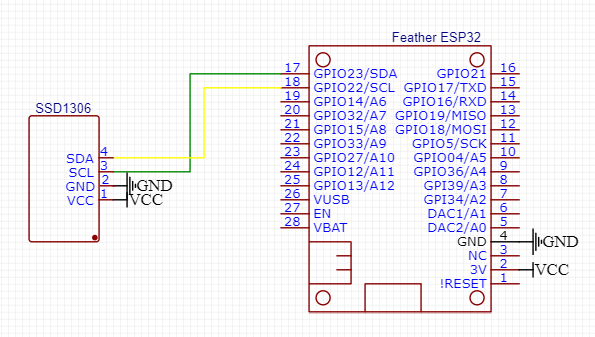 Feather ESP32
17 GPIO23/SDA GPIO21 16
18 GPIO22/SCL GPIO17/TXD 15
19 GPIO14/A6 GPIO16/RXD 14
20 GPIO32/A7 GPIO19/MISO 13
21 GPIO15/A8 GPIO18/MOSI 12
22 GPIO33/A9 GPIO5/SCK 11
23 GPIO27/A10 GPIO04/A5 10
24 GPIO12/A11 GPIO36/A4 9
25 GPIO13/A12 GPI39/A3 8
26 VUSB GPI34/A2 7
27 EN DAC1/A1 6
28 VBAT DAC2/A0 5
GND 4 GND
NC 3
3V 2 VCC
!RESET 1
SSD1306
SDA 4
SCL 3
GND 2 GND
VCC 1 VCC